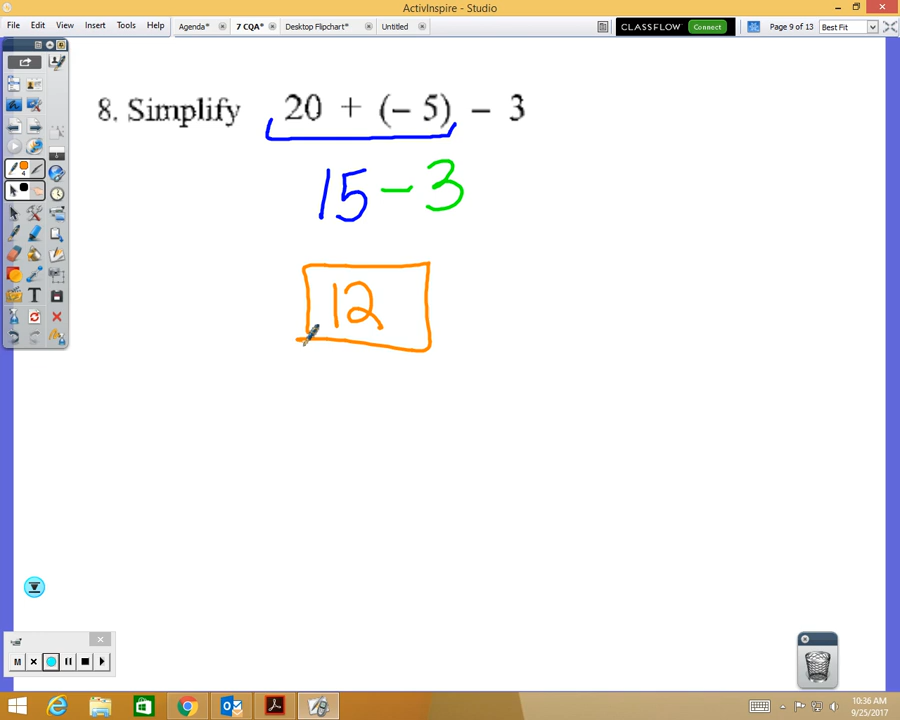 ActivInspire - Studio
File Edit View Insert Tools Help Agenda* 7 CQA* Desktop Flipchart* Untitled CLASSFLOW Connect Page 9 of 13 Best Fit
8. Simplify 20 + (– 5) – 3
15 – 3
12
4
T
M
10:36 AM
9/25/2017